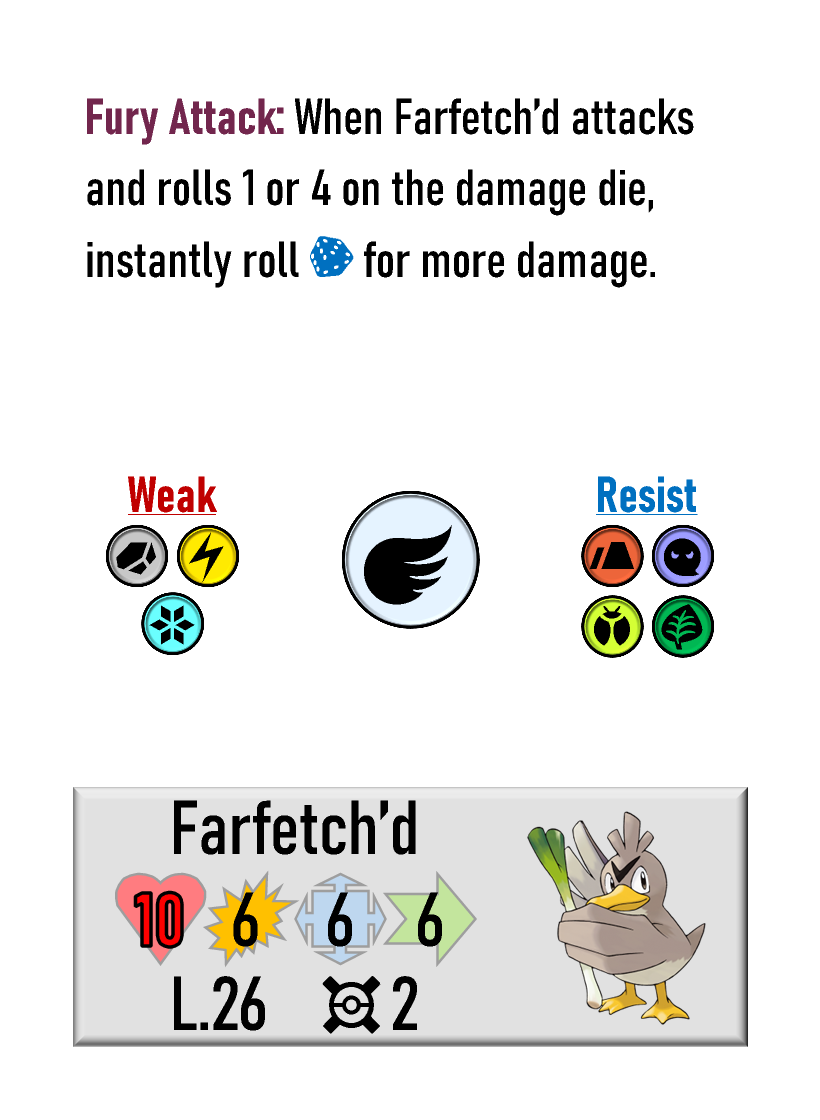 Fury Attack: When Farfetch’d attacks
and rolls 1 or 4 on the damage die,
instantly roll for more damage.
Weak
Resist
Farfetch’d
10 6 6 6
L.26 2